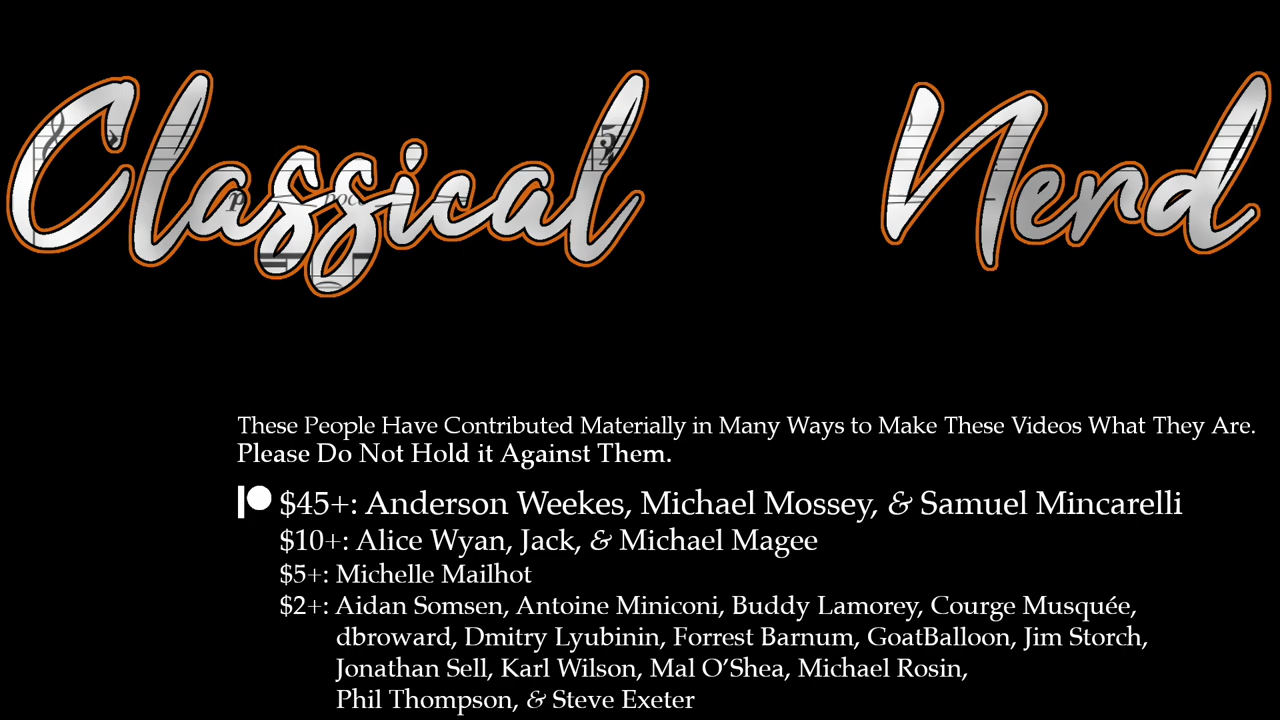 Classical Nerd
These People Have Contributed Materially in Many Ways to Make These Videos What They Are.
Please Do Not Hold it Against Them.
$45+: Anderson Weekes, Michael Mossey, & Samuel Mincarelli
$10+: Alice Wyan, Jack, & Michael Magee
$5+: Michelle Mailhot
$2+: Aidan Somsen, Antoine Miniconi, Buddy Lamorey, Courge Musquée,
dbroward, Dmitry Lyubinin, Forrest Barnum, GoatBalloon, Jim Storch,
Jonathan Sell, Karl Wilson, Mal O’Shea, Michael Rosin,
Phil Thompson, & Steve Exeter